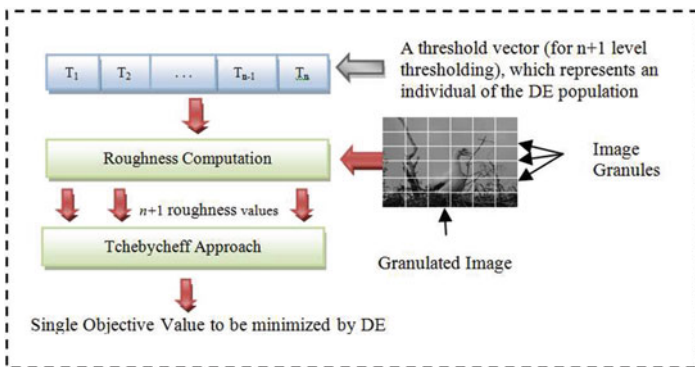 T1 T2 . . . Tn-1 Tn
A threshold vector (for n+1 level
thresholding), which represents an
individual of the DE population
Roughness Computation
Image
Granules
n+1 roughness values
Tchebycheff Approach
Granulated Image
Single Objective Value to be minimized by DE